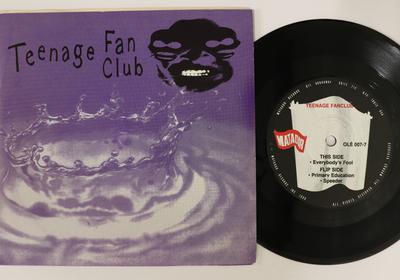 Teenage Fan
Club
TEENAGE FANCLUB
MATADOR
OLE 007-7
THIS SIDE
• Everybody's Fool
FLIP SIDE
• Primary Education
• Speeder